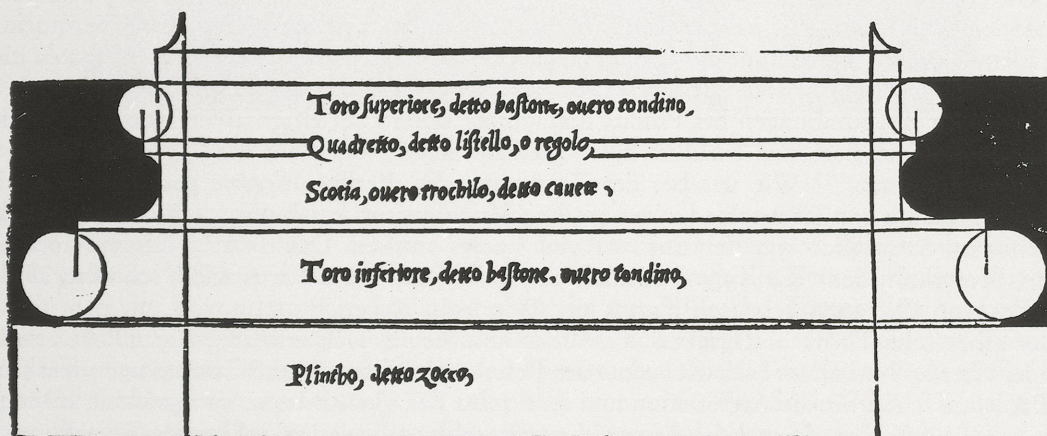 Toro ſuperiore, detto baſtone, ouero tondino,
Quadretto, detto liſtello, o regolo,
Scotia, ouero trochilo, detto cauetto,
Toro inferiore, detto baſtone. ouero tondino,
Plintho, detto zocco,